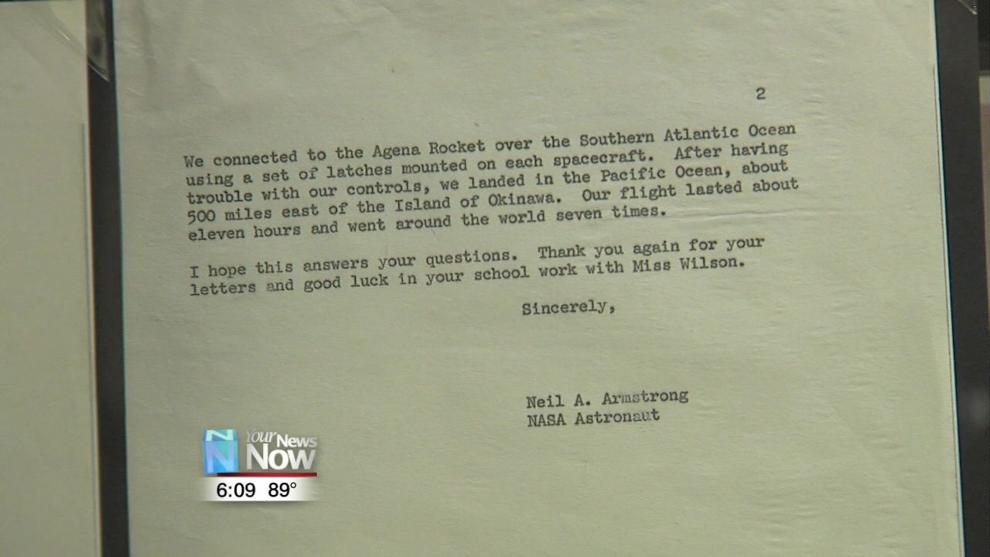 2
We connected to the Agena Rocket over the Southern Atlantic Ocean
using a set of latches mounted on each spacecraft. After having
trouble with our controls, we landed in the Pacific Ocean, about
500 miles east of the Island of Okinawa. Our flight lasted about
eleven hours and went around the world seven times.
I hope this answers your questions. Thank you again for your
letters and good luck in your school work with Miss Wilson.
Sincerely,
Neil A. Armstrong
NASA Astronaut
N
Your News
Now
6:09 89°